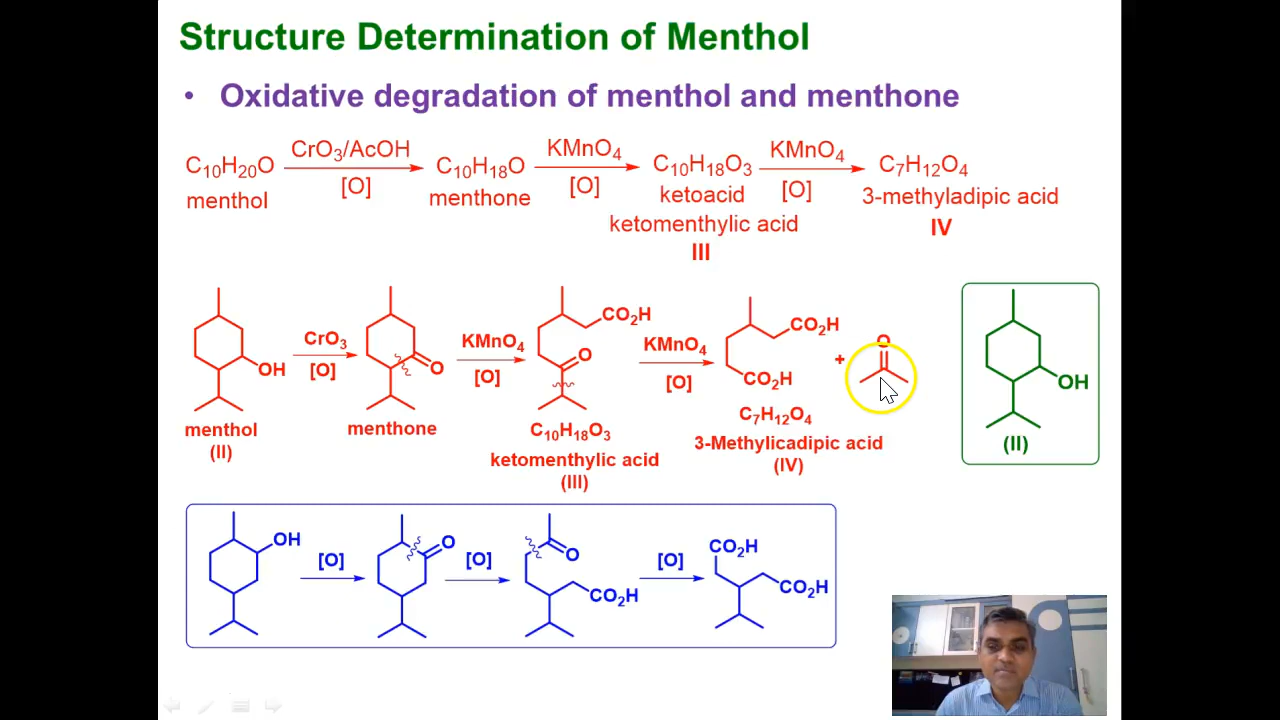 Structure Determination of Menthol
• Oxidative degradation of menthol and menthone
C₁₀H₂₀O CrO₃/AcOH [O] C₁₀H₁₈O KMnO₄ [O] C₁₀H₁₈O₃ KMnO₄ [O] C₇H₁₂O₄
menthol menthone ketoacid 3-methyladipic acid
ketomenthylic acid IV
III
OH CrO₃ [O] O KMnO₄ [O] CO₂H O KMnO₄ [O] CO₂H CO₂H + O OH
menthol menthone C₁₀H₁₈O₃ C₇H₁₂O₄
(II) ketomenthylic acid 3-Methylicadipic acid (II)
(III) (IV)
OH [O] O [O] O CO₂H [O] CO₂H CO₂H